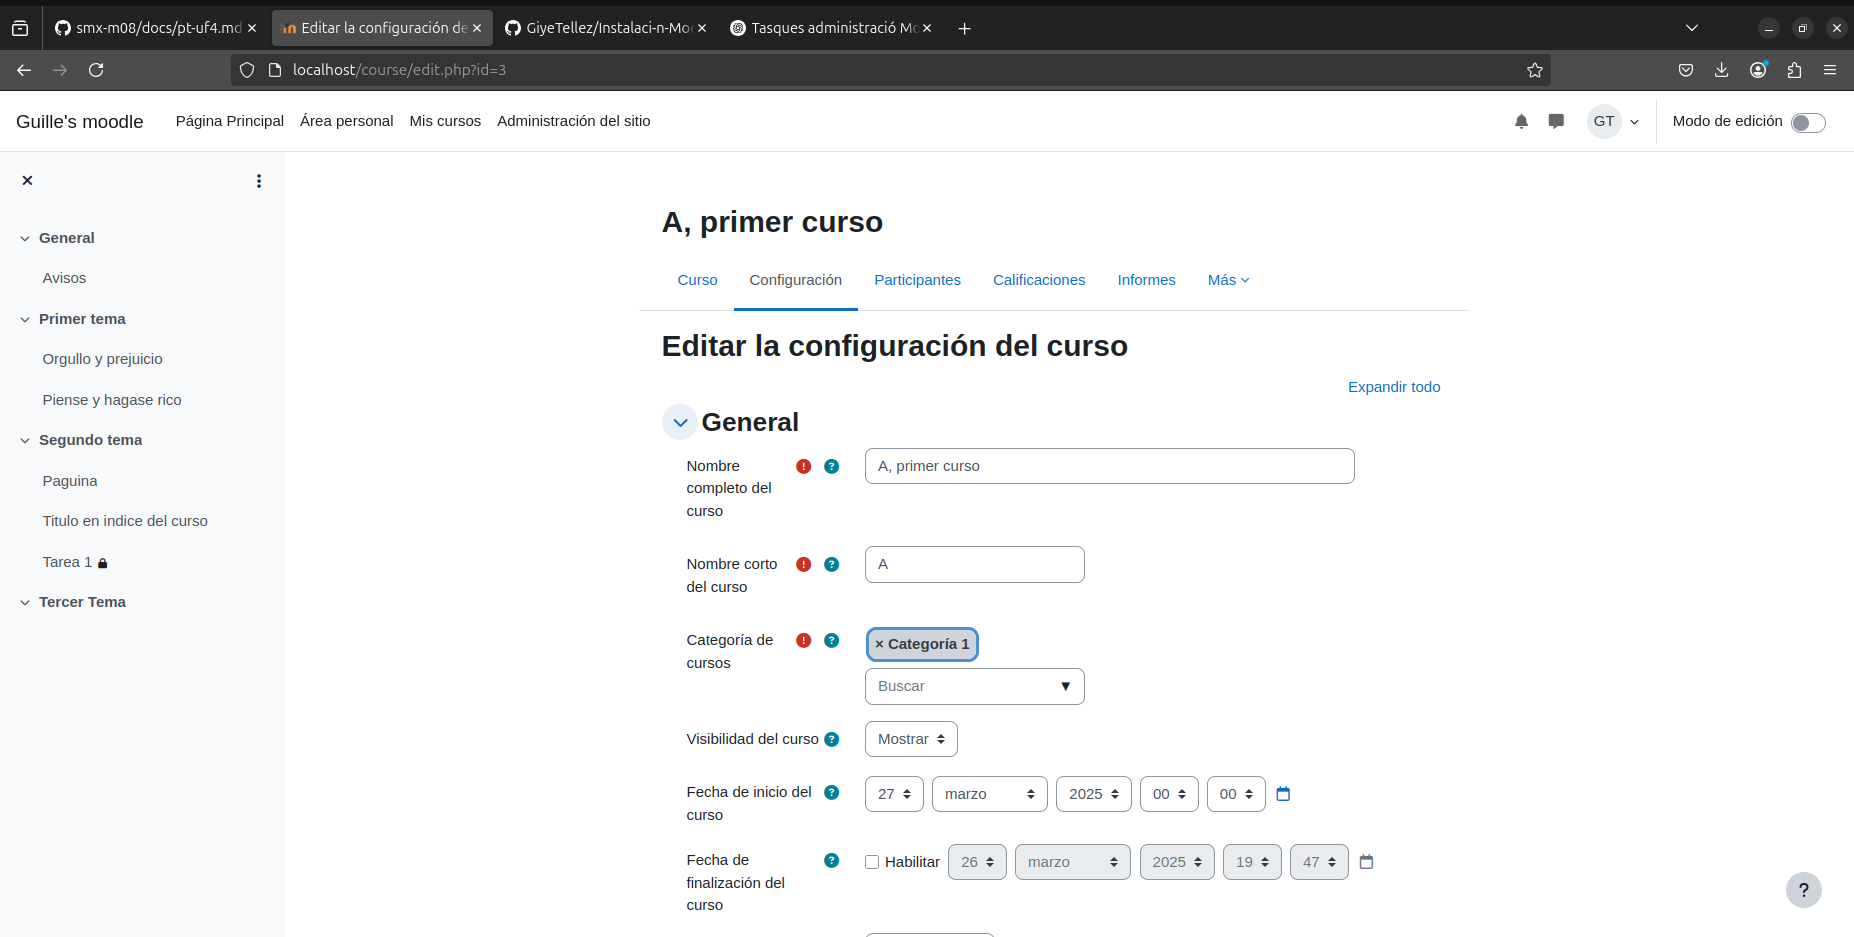 smx-m08/docs/pt-uf4.md
Editar la configuración de
GiyeTellez/Instalaci-n-Moo
Tasques administració Mo
localhost/course/edit.php?id=3
Guille's moodle
Página Principal
Área personal
Mis cursos
Administración del sitio
GT
Modo de edición
General
Avisos
Primer tema
Orgullo y prejuicio
Piense y hagase rico
Segundo tema
Paguina
Titulo en indice del curso
Tarea 1
Tercer Tema
A, primer curso
Curso
Configuración
Participantes
Calificaciones
Informes
Más
Editar la configuración del curso
Expandir todo
General
Nombre
completo del
curso
A, primer curso
Nombre corto
del curso
A
Categoría de
cursos
× Categoría 1
Buscar
Visibilidad del curso
Mostrar
Fecha de inicio del
curso
27 marzo 2025 00 00
Fecha de
finalización del
curso
Habilitar 26 marzo 2025 19 47
?